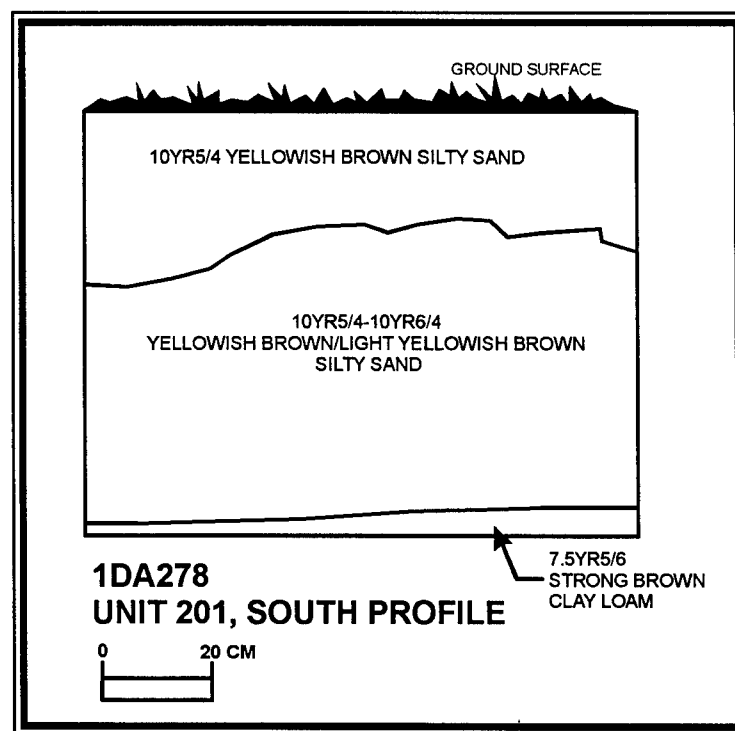 GROUND SURFACE
10YR5/4 YELLOWISH BROWN SILTY SAND
10YR5/4-10YR6/4
YELLOWISH BROWN/LIGHT YELLOWISH BROWN
SILTY SAND
7.5YR5/6
STRONG BROWN
CLAY LOAM
1DA278
UNIT 201, SOUTH PROFILE
0 20 CM